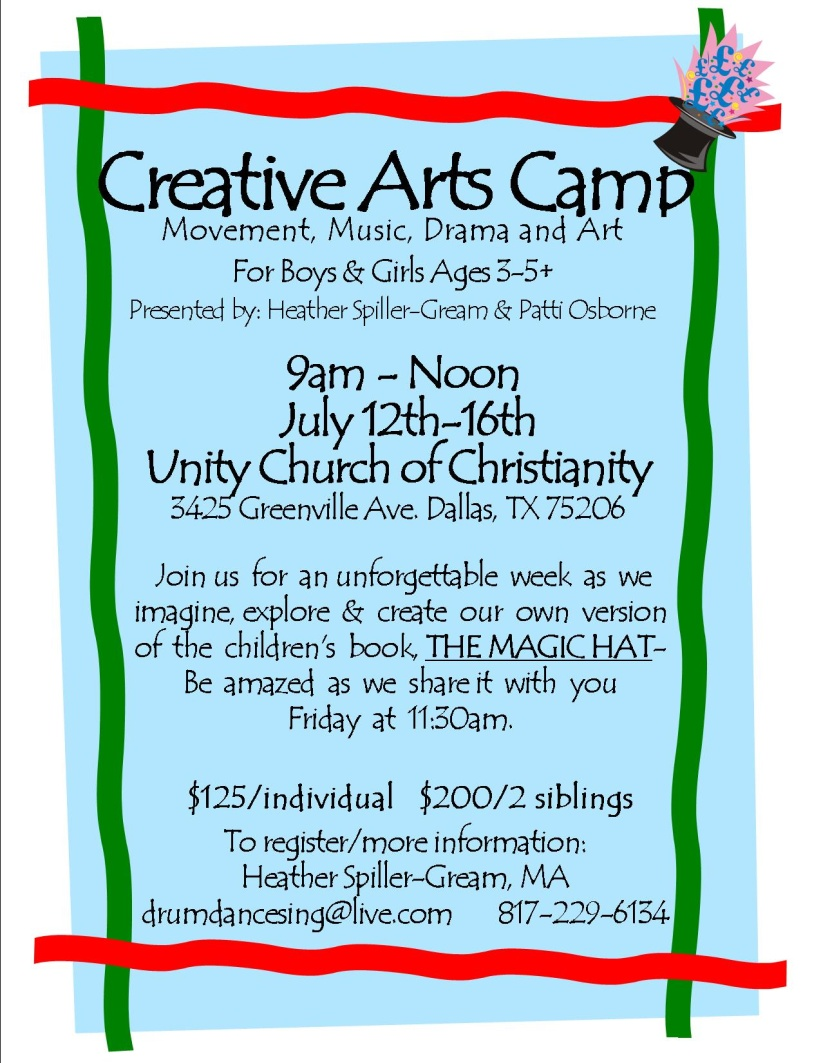 Creative Arts Camp
Movement, Music, Drama and Art
For Boys & Girls Ages 3-5+
Presented by: Heather Spiller-Gream & Patti Osborne
9am – Noon
July 12th-16th
Unity Church of Christianity
3425 Greenville Ave. Dallas, TX 75206
Join us for an unforgettable week as we
imagine, explore & create our own version
of the children's book, THE MAGIC HAT-
Be amazed as we share it with you
Friday at 11:30am.
$125/individual $200/2 siblings
To register/more information:
Heather Spiller-Gream, MA
drumdancesing@live.com 817-229-6134